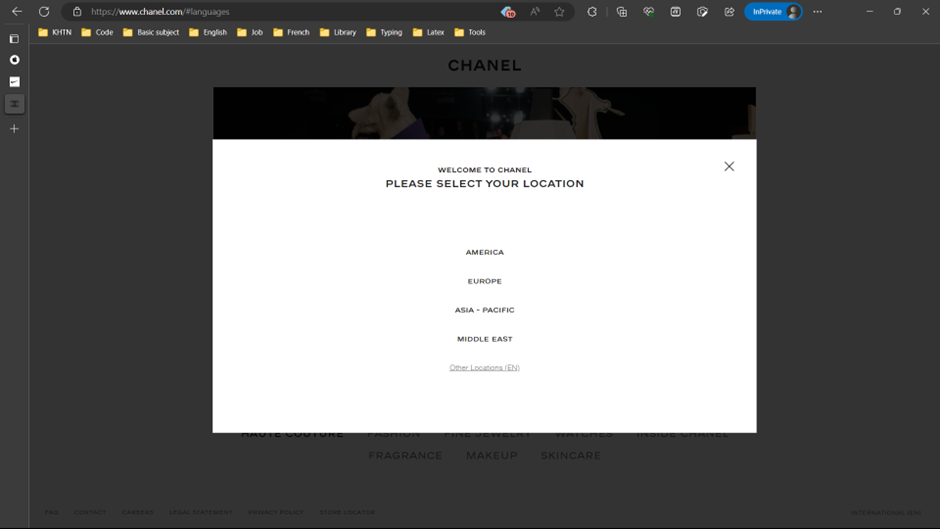 https://www.chanel.com/#languages
10
InPrivate
KHTN Code Basic subject English Job French Library Typing Latex Tools
CHANEL
WELCOME TO CHANEL
PLEASE SELECT YOUR LOCATION
AMERICA
EUROPE
ASIA - PACIFIC
MIDDLE EAST
Other Locations (EN)
HAUTE COUTURE FASHION FINE JEWELRY WATCHES INSIDE CHANEL
FRAGRANCE MAKEUP SKINCARE
FAQ CONTACT CAREERS LEGAL STATEMENT PRIVACY POLICY STORE LOCATOR INTERNATIONAL (EN)